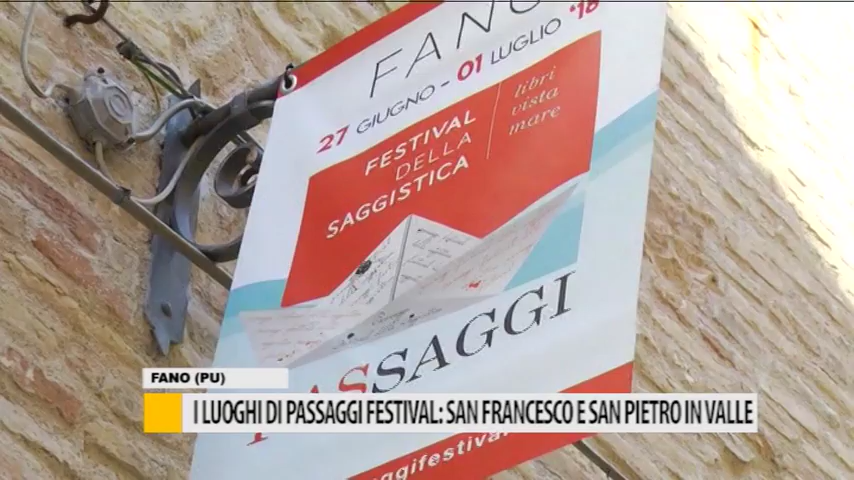 FANO
27 GIUGNO - 01 LUGLIO '18
FESTIVAL
DELLA
SAGGISTICA
libri
vista
mare
PASSAGGI
FANO (PU)
I LUOGHI DI PASSAGGI FESTIVAL: SAN FRANCESCO E SAN PIETRO IN VALLE